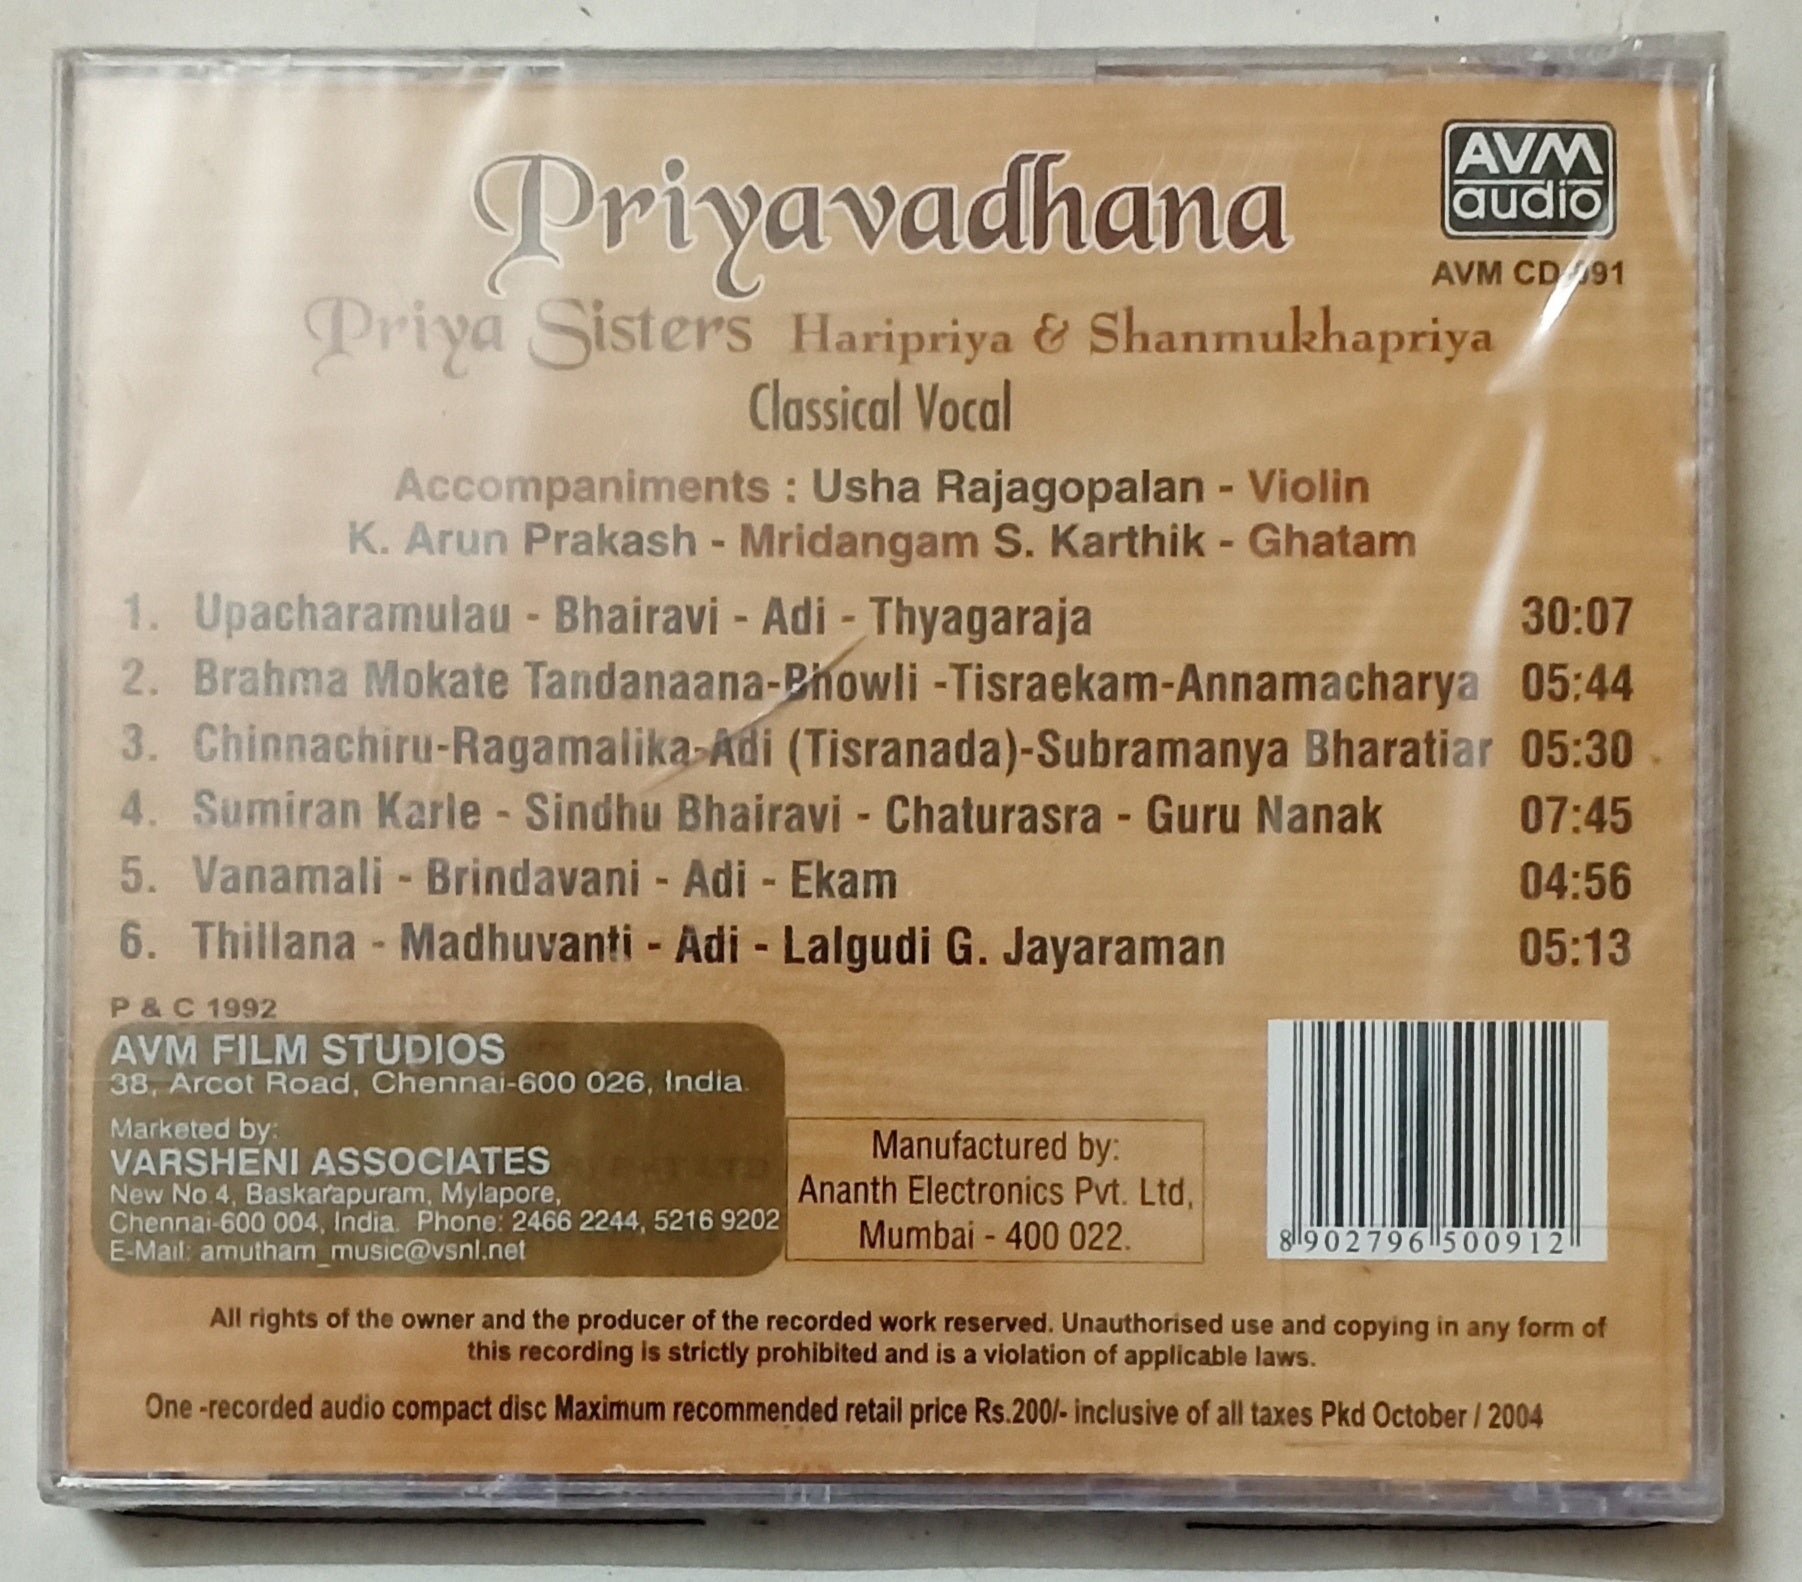 AVM
audio
Priyavadhana
AVM CD 091
Priya Sisters Haripriya & Shanmukhapriya
Classical Vocal
Accompaniments : Usha Rajagopalan - Violin
K. Arun Prakash - Mridangam S. Karthik - Ghatam
1. Upacharamulau - Bhairavi - Adi - Thyagaraja 30:07
2. Brahma Mokate Tandanaana-Bhowli -Tisraekam-Annamacharya 05:44
3. Chinnachiru-Ragamalika-Adi (Tisranada)-Subramanya Bharatiar 05:30
4. Sumiran Karle - Sindhu Bhairavi - Chaturasra - Guru Nanak 07:45
5. Vanamali - Brindavani - Adi - Ekam 04:56
6. Thillana - Madhuvanti - Adi - Lalgudi G. Jayaraman 05:13
P & C 1992
AVM FILM STUDIOS
38, Arcot Road, Chennai-600 026, India.
Marketed by:
VARSHENI ASSOCIATES
New No.4, Baskarapuram, Mylapore,
Chennai-600 004, India. Phone: 2466 2244, 5216 9202
E-Mail: amutham_music@vsnl.net
Manufactured by:
Ananth Electronics Pvt. Ltd,
Mumbai - 400 022.
8 902796 500912
All rights of the owner and the producer of the recorded work reserved. Unauthorised use and copying in any form of
this recording is strictly prohibited and is a violation of applicable laws.
One -recorded audio compact disc Maximum recommended retail price Rs.200/- inclusive of all taxes Pkd October / 2004